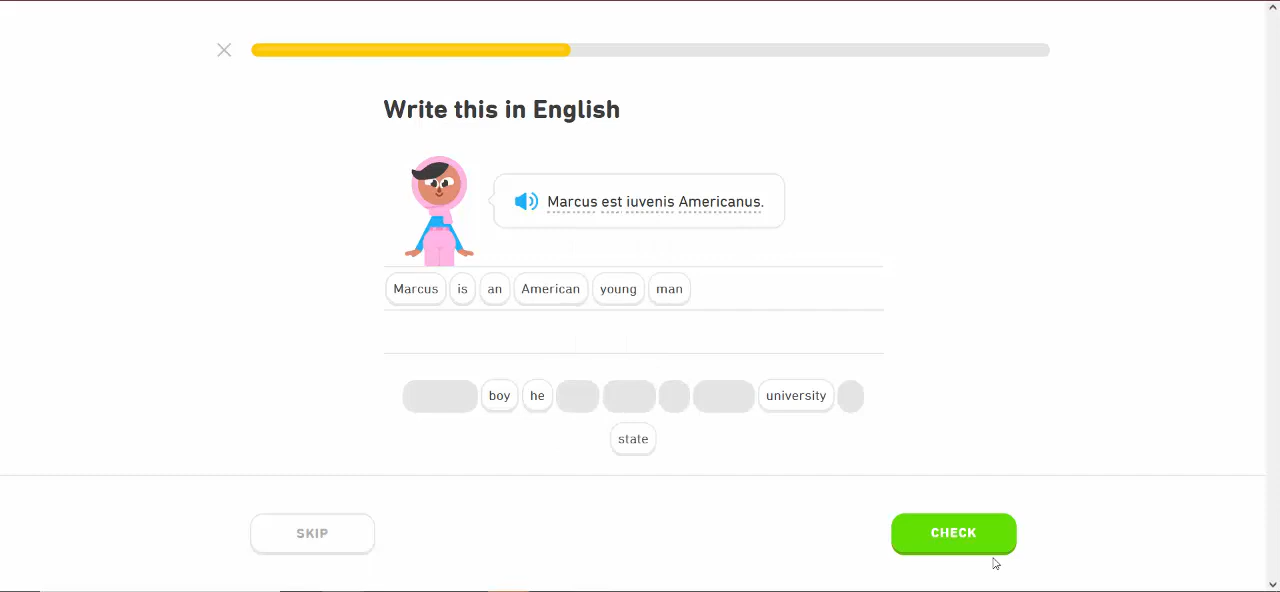 Write this in English
Marcus est iuvenis Americanus.
Marcus is an American young man
boy he university
state
SKIP CHECK